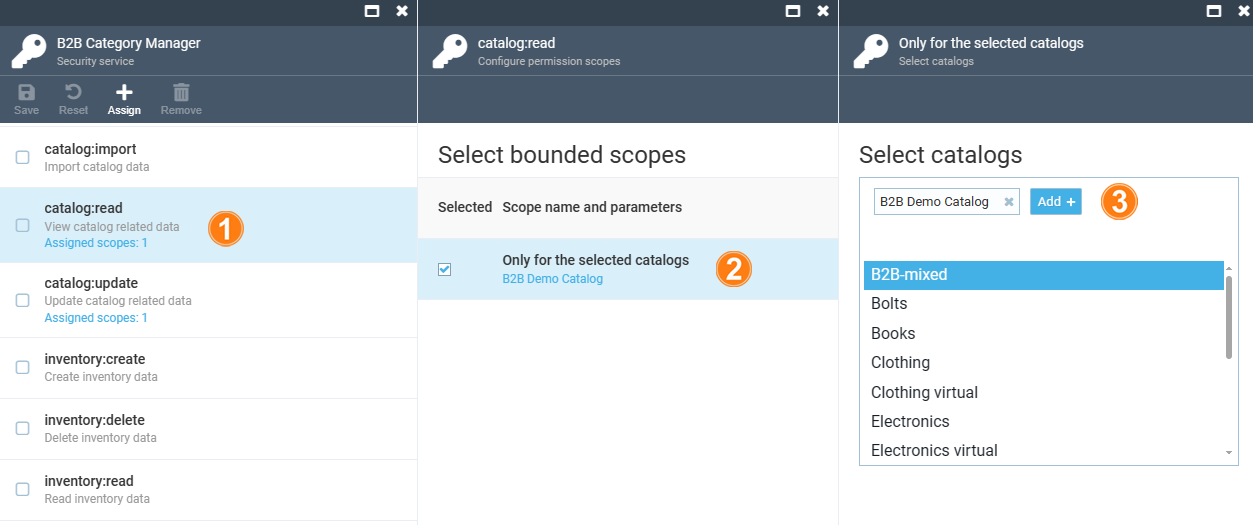 B2B Category Manager
Security service
Save Reset Assign Remove
catalog:import
Import catalog data
catalog:read
View catalog related data
Assigned scopes: 1
1
catalog:update
Update catalog related data
Assigned scopes: 1
inventory:create
Create inventory data
inventory:delete
Delete inventory data
inventory:read
Read inventory data
catalog:read
Configure permission scopes
Select bounded scopes
Selected Scope name and parameters
Only for the selected catalogs
B2B Demo Catalog
2
Only for the selected catalogs
Select catalogs
Select catalogs
B2B Demo Catalog Add
3
B2B-mixed
Bolts
Books
Clothing
Clothing virtual
Electronics
Electronics virtual